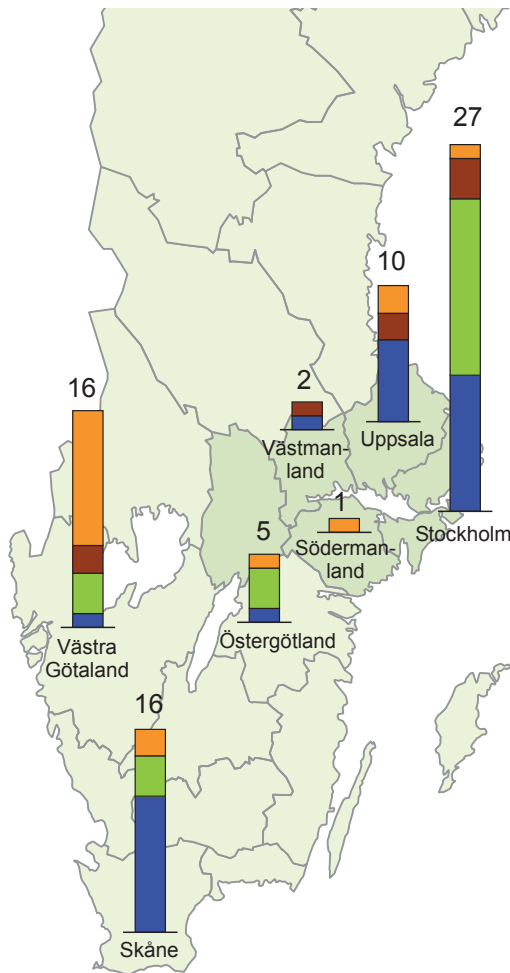 27
10
2
16
Västman-
land
Uppsala
1
Söderman-
land
Stockholm
5
Östergötland
Västra
Götaland
16
Skåne